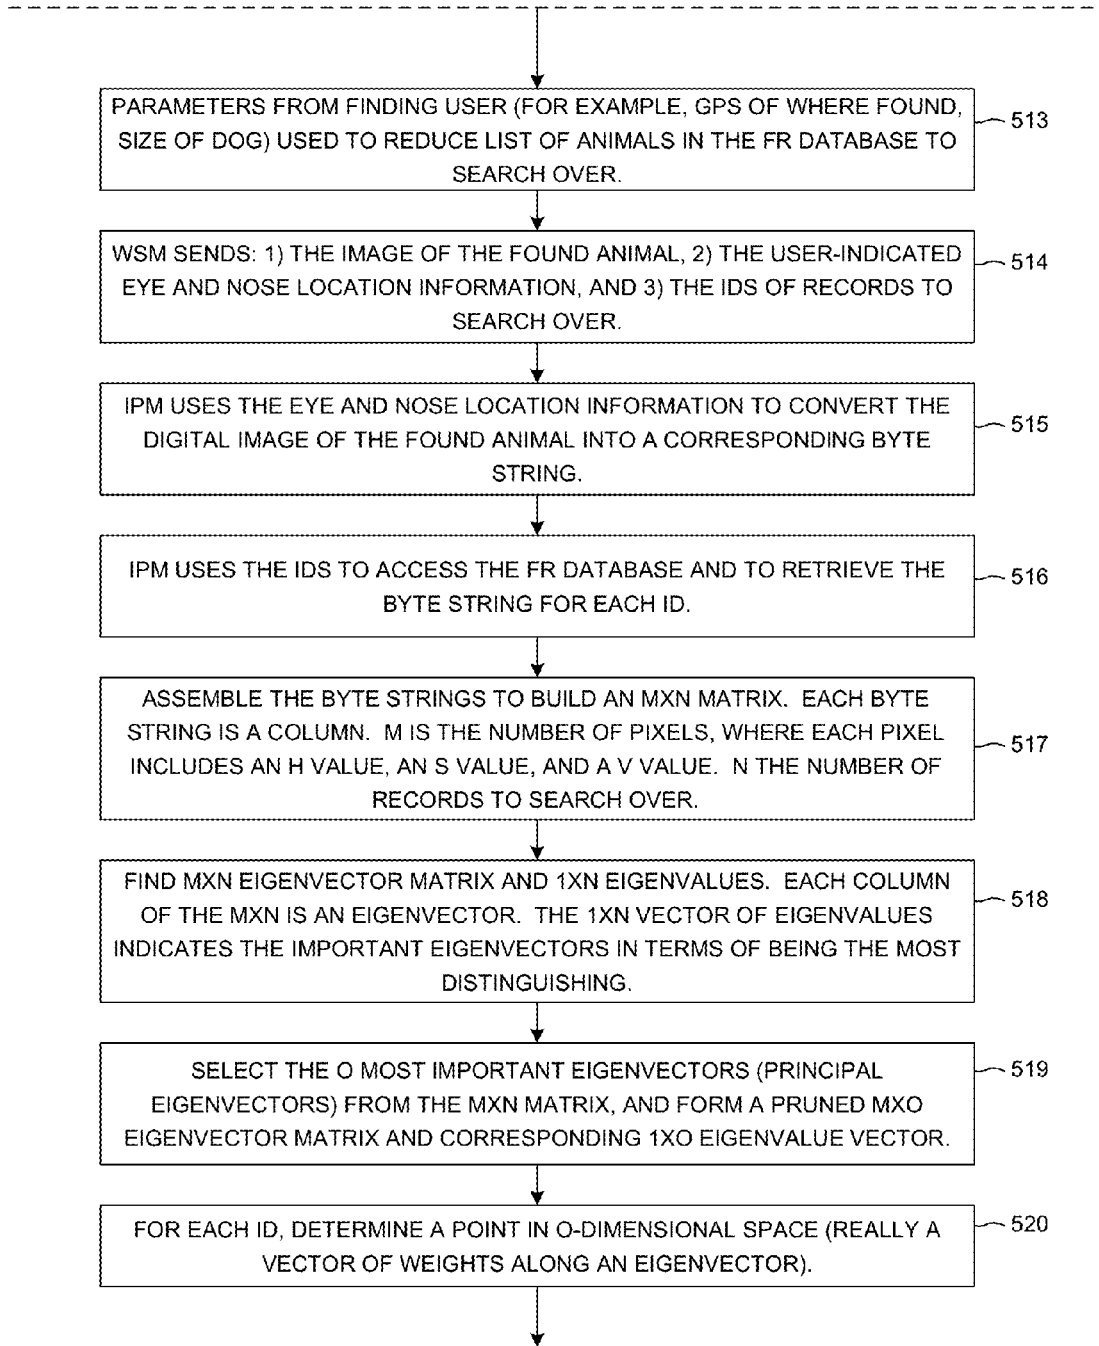 PARAMETERS FROM FINDING USER (FOR EXAMPLE, GPS OF WHERE FOUND,
SIZE OF DOG) USED TO REDUCE LIST OF ANIMALS IN THE FR DATABASE TO
SEARCH OVER.
513
WSM SENDS: 1) THE IMAGE OF THE FOUND ANIMAL, 2) THE USER-INDICATED
EYE AND NOSE LOCATION INFORMATION, AND 3) THE IDS OF RECORDS TO
SEARCH OVER.
514
IPM USES THE EYE AND NOSE LOCATION INFORMATION TO CONVERT THE
DIGITAL IMAGE OF THE FOUND ANIMAL INTO A CORRESPONDING BYTE
STRING.
515
IPM USES THE IDS TO ACCESS THE FR DATABASE AND TO RETRIEVE THE
BYTE STRING FOR EACH ID.
516
ASSEMBLE THE BYTE STRINGS TO BUILD AN MXN MATRIX. EACH BYTE
STRING IS A COLUMN. M IS THE NUMBER OF PIXELS, WHERE EACH PIXEL
INCLUDES AN H VALUE, AN S VALUE, AND A V VALUE. N THE NUMBER OF
RECORDS TO SEARCH OVER.
517
FIND MXN EIGENVECTOR MATRIX AND 1XN EIGENVALUES. EACH COLUMN
OF THE MXN IS AN EIGENVECTOR. THE 1XN VECTOR OF EIGENVALUES
INDICATES THE IMPORTANT EIGENVECTORS IN TERMS OF BEING THE MOST
DISTINGUISHING.
518
SELECT THE O MOST IMPORTANT EIGENVECTORS (PRINCIPAL
EIGENVECTORS) FROM THE MXN MATRIX, AND FORM A PRUNED MXO
EIGENVECTOR MATRIX AND CORRESPONDING 1XO EIGENVALUE VECTOR.
519
FOR EACH ID, DETERMINE A POINT IN O-DIMENSIONAL SPACE (REALLY A
VECTOR OF WEIGHTS ALONG AN EIGENVECTOR).
520